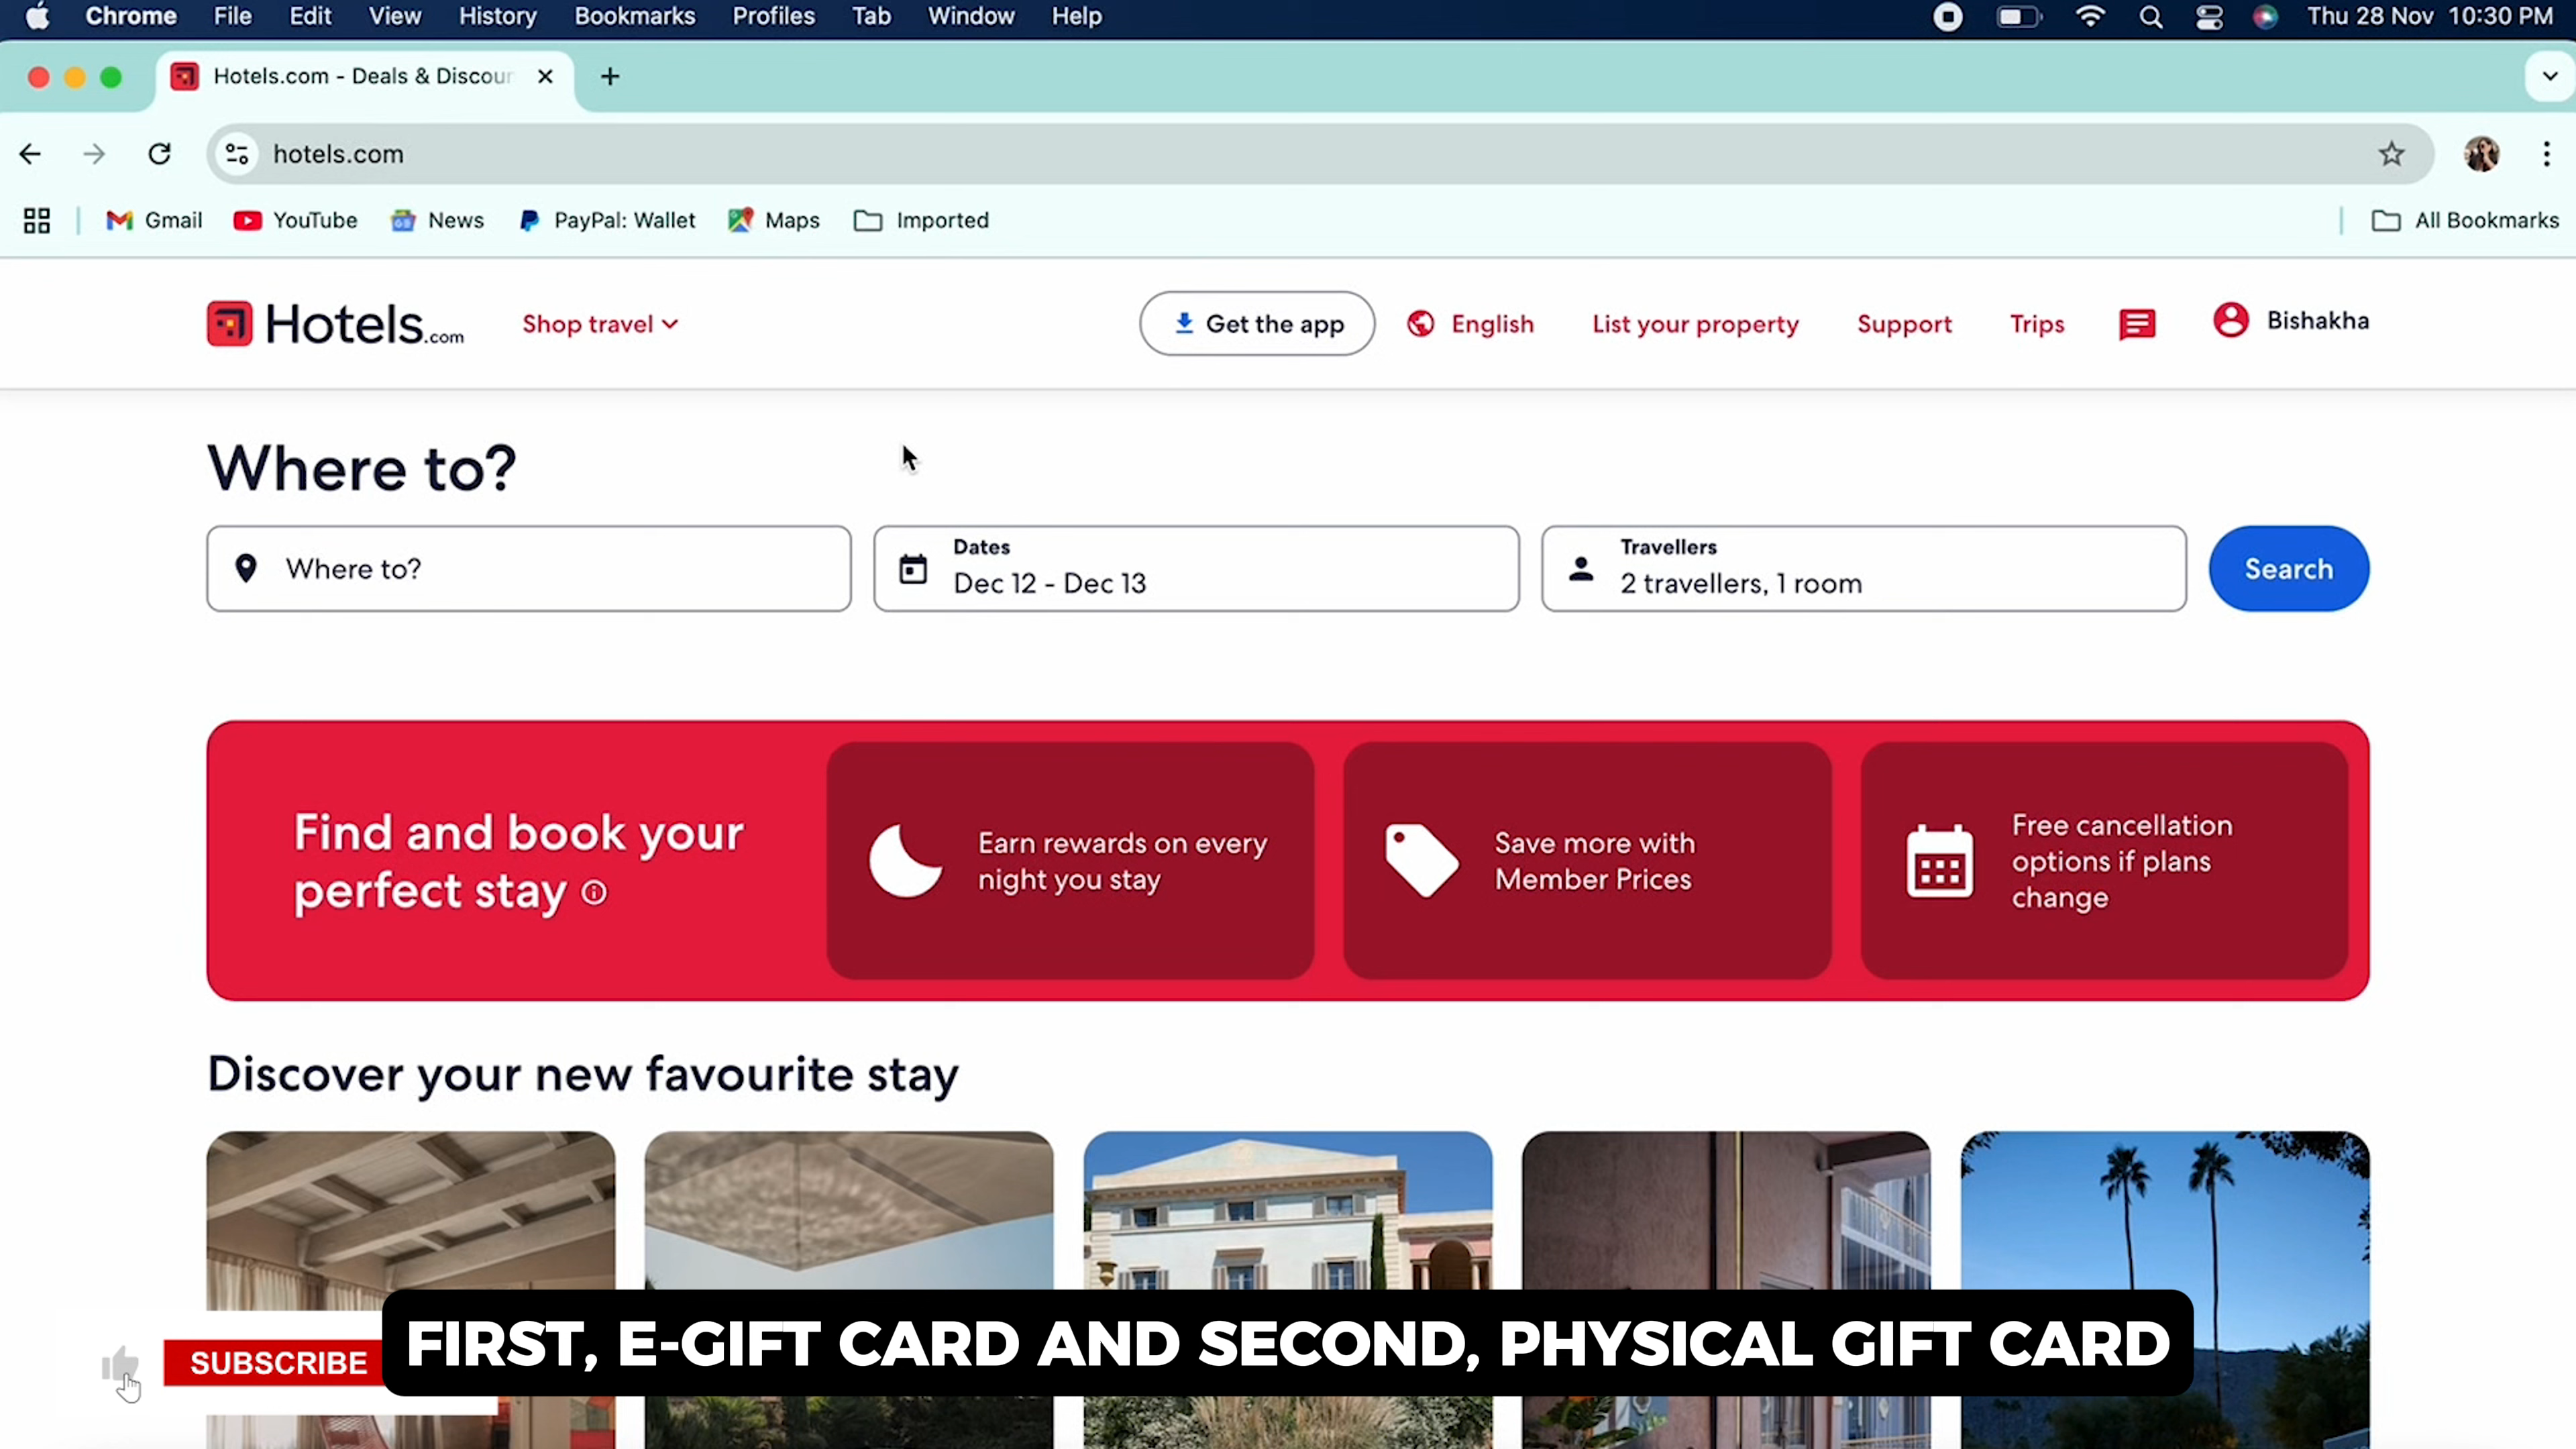 Chrome File Edit View History Bookmarks Profiles Tab Window Help Thu 28 Nov 10:30 PM
Hotels.com - Deals & Discoun
hotels.com
Gmail YouTube News PayPal: Wallet Maps Imported All Bookmarks
Hotels.com Shop travel Get the app English List your property Support Trips Bishakha
Where to?
Where to?
Dates
Dec 12 - Dec 13
Travellers
2 travellers, 1 room
Search
Find and book your
perfect stay
Earn rewards on every
night you stay
Save more with
Member Prices
Free cancellation
options if plans
change
Discover your new favourite stay
SUBSCRIBE
FIRST, E-GIFT CARD AND SECOND, PHYSICAL GIFT CARD